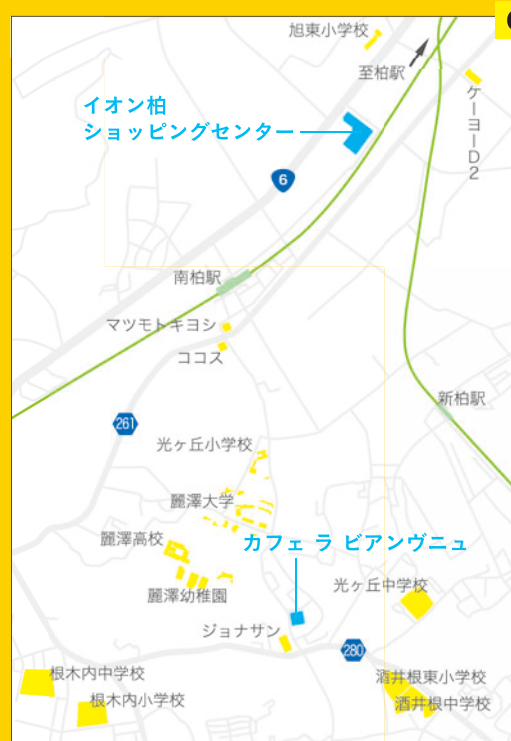 旭東小学校
至柏駅
イオン柏
ショッピングセンター
ケーヨーD2
6
南柏駅
マツモトキヨシ
ココス
新柏駅
261
光ヶ丘小学校
麗澤大学
麗澤高校
カフェ ラ ビアンヴニュ
光ヶ丘中学校
麗澤幼稚園
ジョナサン
280
根木内中学校
酒井根東小学校
根木内小学校
酒井根中学校